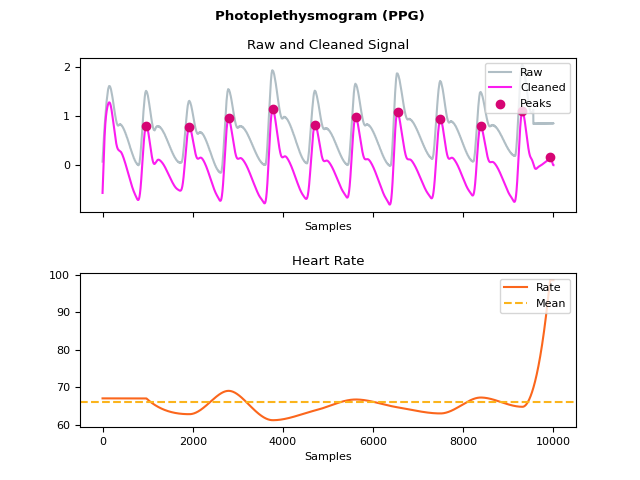 Photoplethysmogram (PPG)
Raw and Cleaned Signal
2
1
0
Raw
Cleaned
Peaks
Samples
Heart Rate
100
90
80
70
60
Rate
Mean
0 2000 4000 6000 8000 10000
Samples